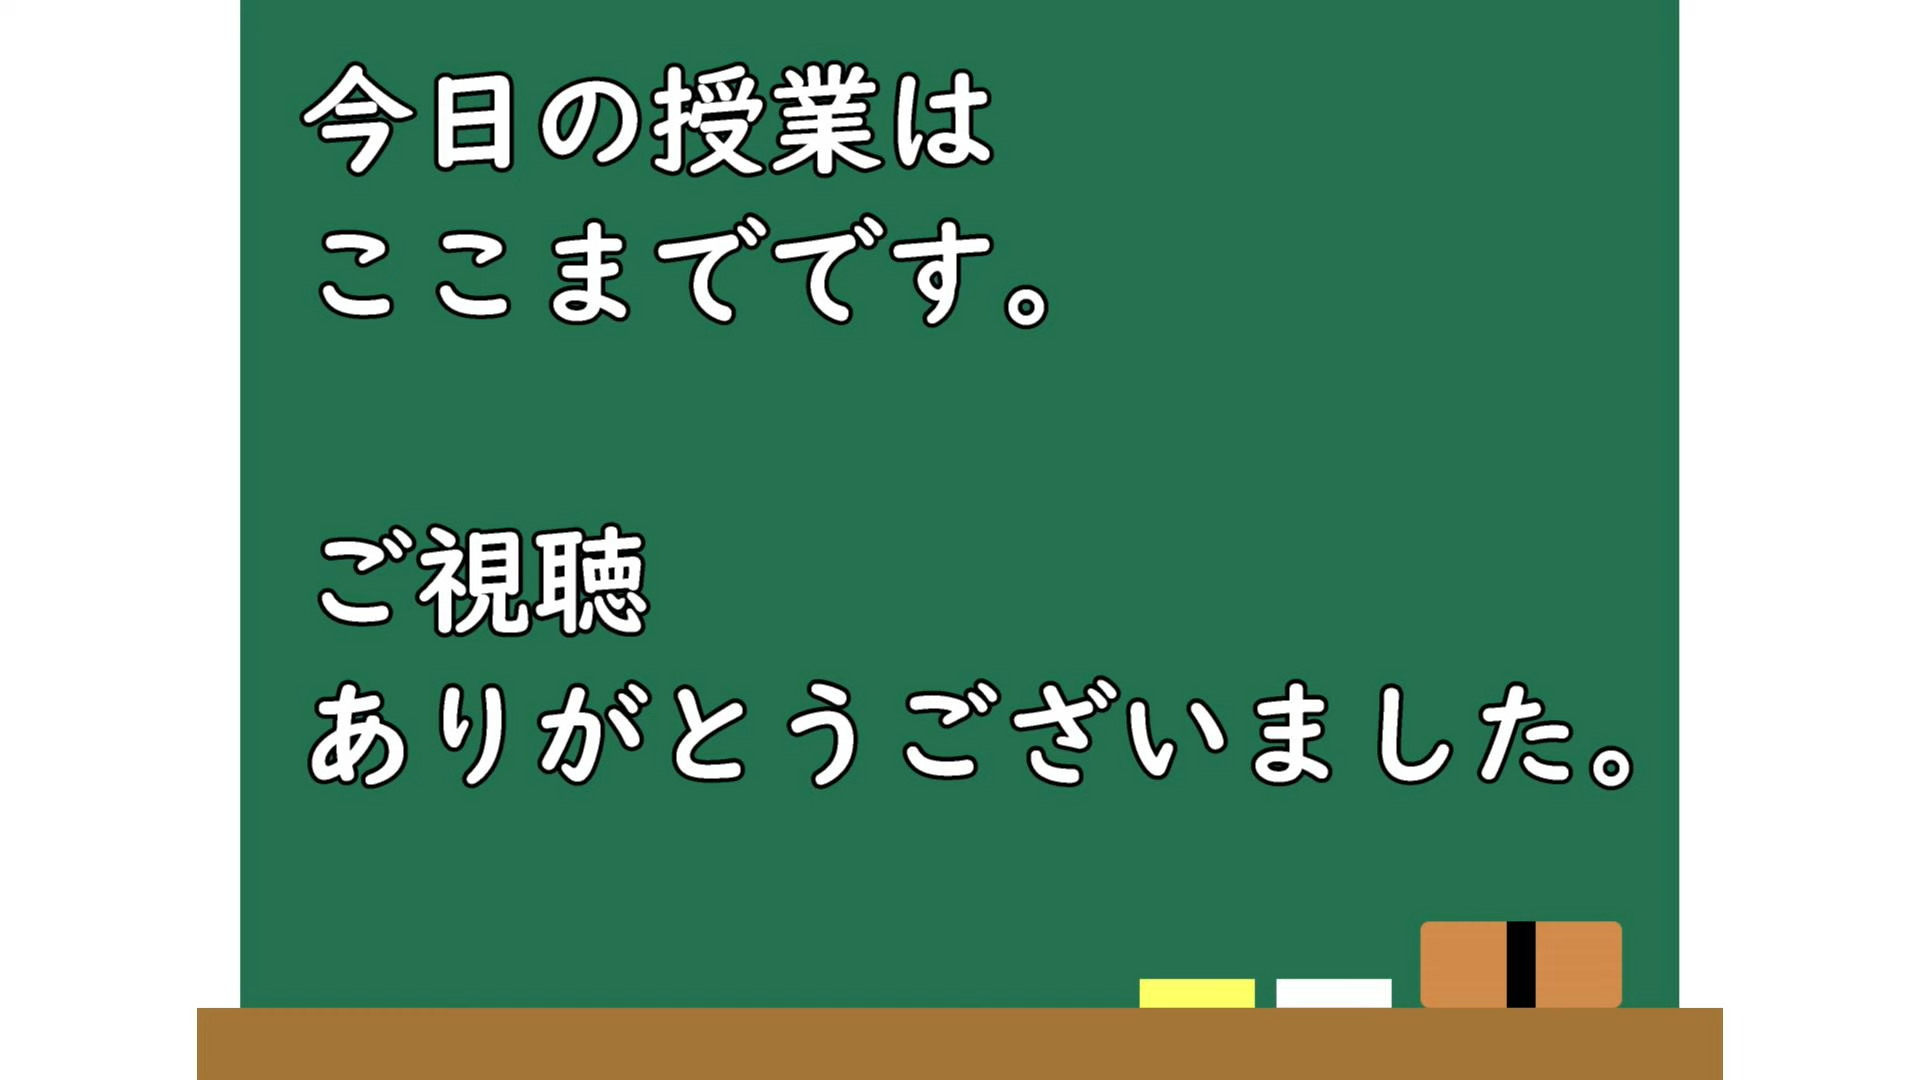 今日の授業は
ここまでです。
ご視聴
ありがとうございました。